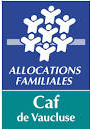 ALLOCATIONS
FAMILIALES
Caf
de Vaucluse